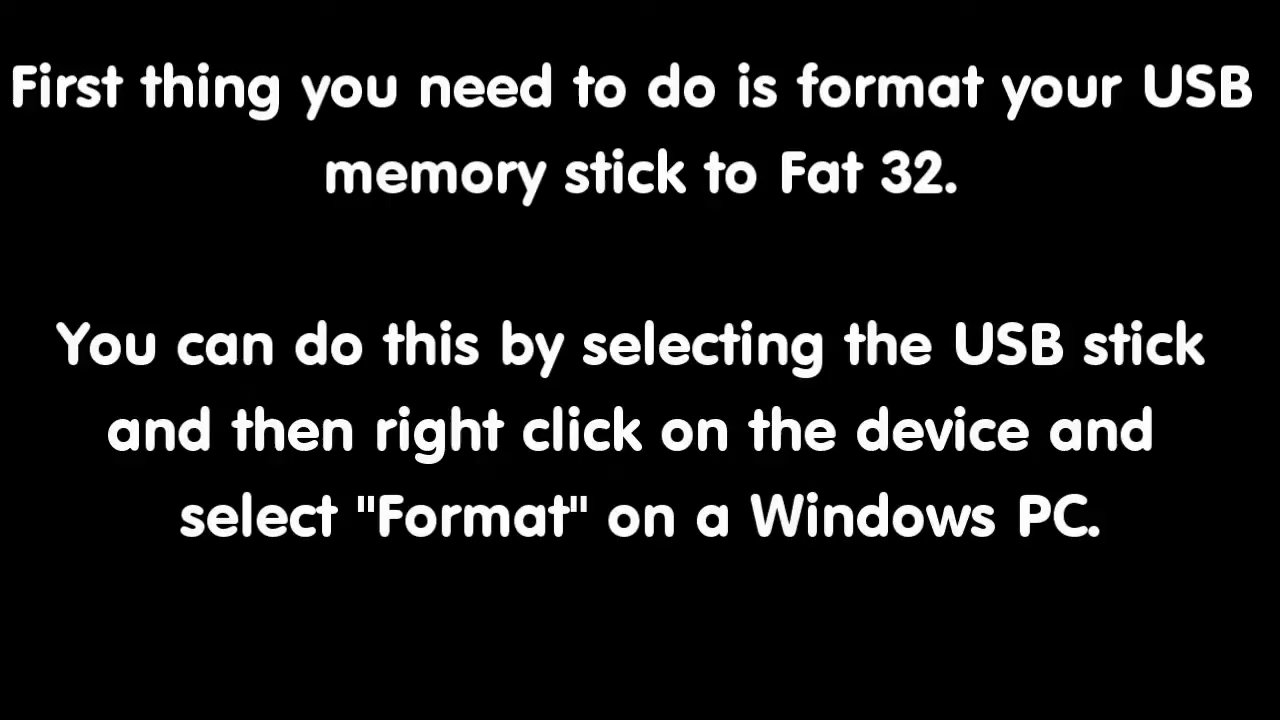 First thing you need to do is format your USB
memory stick to Fat 32.
You can do this by selecting the USB stick
and then right click on the device and
select "Format" on a Windows PC.